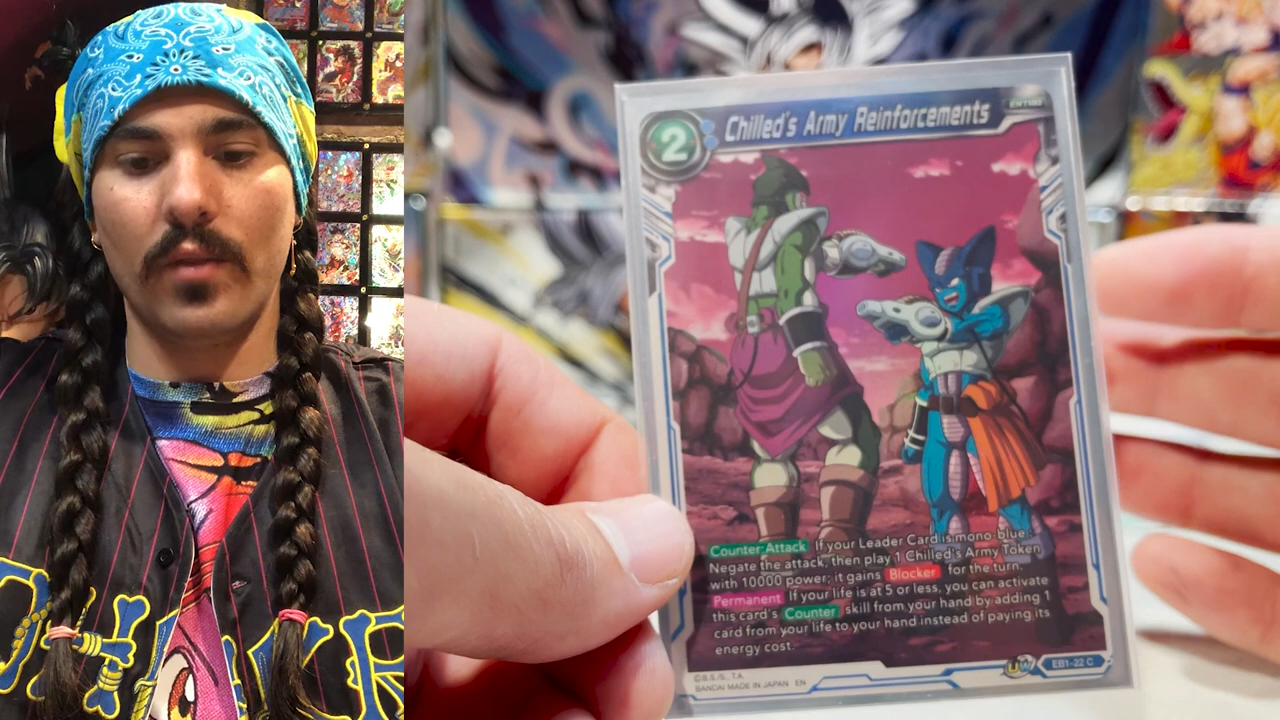 2
Chilled's Army Reinforcements
EXTRA
Counter:Attack If your Leader Card is mono-blue :
Negate the attack, then play 1 Chilled's Army Token
with 10000 power; it gains Blocker for the turn.
Permanent If your life is at 5 or less, you can activate
this card's Counter skill from your hand by adding 1
card from your life to your hand instead of paying its
energy cost.
©B.S./S., T.A.
BANDAI MADE IN JAPAN EN
UW
EB1-22 C